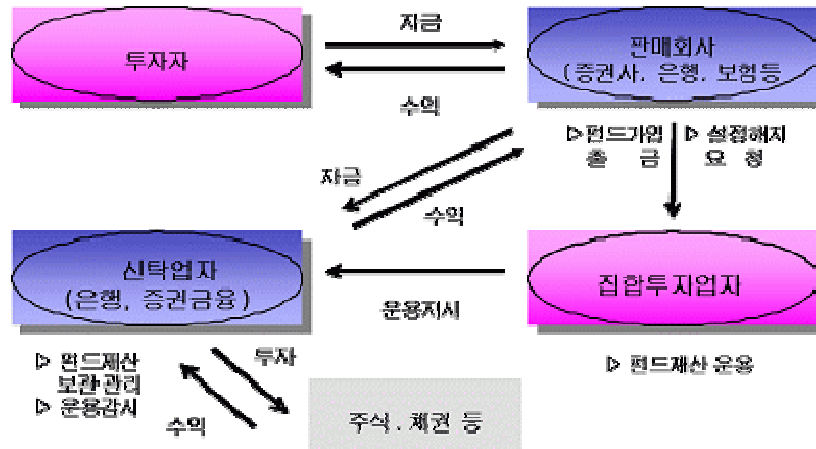 투자자
자금
수익
판매회사
(증권사. 은행. 보험등
▷펀드가입 ▷ 설정해지
출 금 요 청
자금
수익
신탁업자
(은행, 증권금융)
운용지시
집합투자업자
▷ 펀드재산
보관·관리
▷ 운용감시
투자
수익
▷ 펀드재산 운용
주식.채권 등